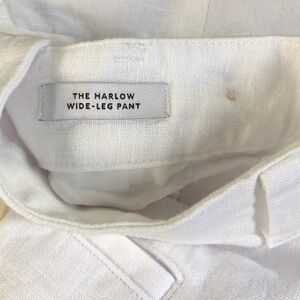 THE HARLOW
WIDE-LEG PANT